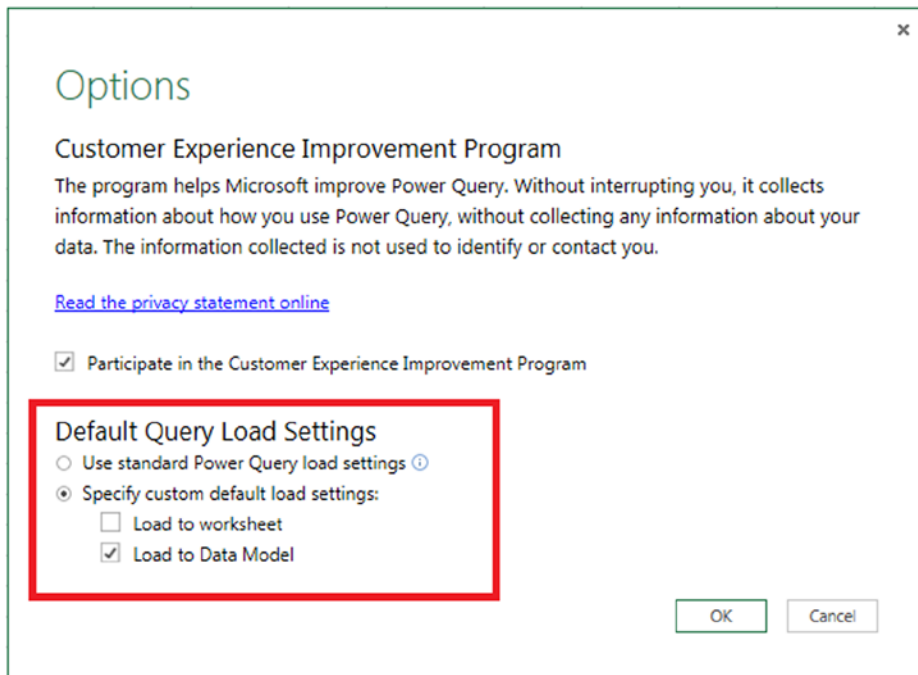 Options
Customer Experience Improvement Program
The program helps Microsoft improve Power Query. Without interrupting you, it collects
information about how you use Power Query, without collecting any information about your
data. The information collected is not used to identify or contact you.
Read the privacy statement online
Participate in the Customer Experience Improvement Program
Default Query Load Settings
Use standard Power Query load settings
Specify custom default load settings:
Load to worksheet
Load to Data Model
OK Cancel